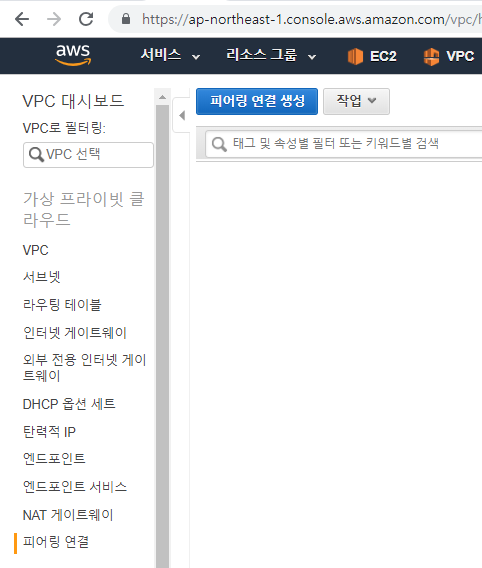 https://ap-northeast-1.console.aws.amazon.com/vpc/
aws 서비스 리소스 그룹 EC2 VPC
VPC 대시보드
VPC로 필터링:
VPC 선택
피어링 연결 생성 작업
태그 및 속성별 필터 또는 키워드별 검색
가상 프라이빗 클
라우드
VPC
서브넷
라우팅 테이블
인터넷 게이트웨이
외부 전용 인터넷 게이
트웨이
DHCP 옵션 세트
탄력적 IP
엔드포인트
엔드포인트 서비스
NAT 게이트웨이
피어링 연결